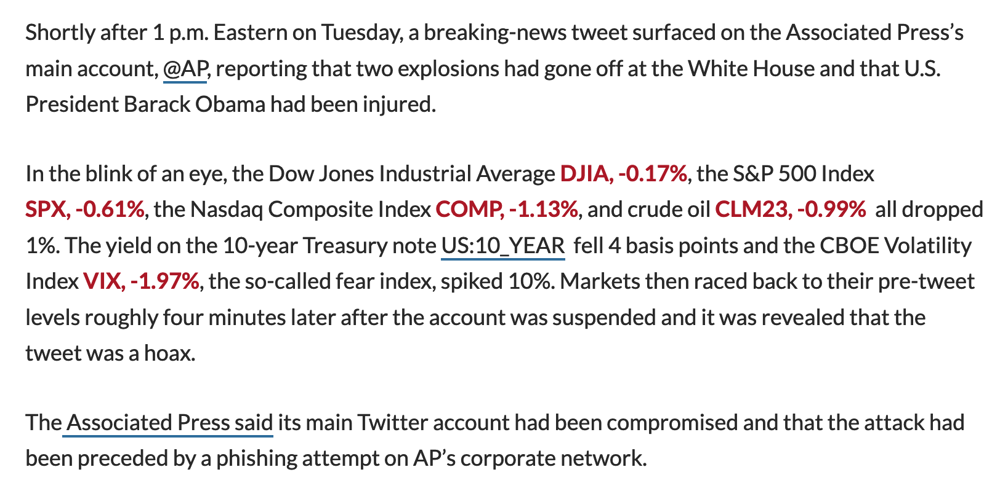 Shortly after 1 p.m. Eastern on Tuesday, a breaking-news tweet surfaced on the Associated Press’s
main account, @AP, reporting that two explosions had gone off at the White House and that U.S.
President Barack Obama had been injured.
In the blink of an eye, the Dow Jones Industrial Average DJIA, -0.17%, the S&P 500 Index
SPX, -0.61%, the Nasdaq Composite Index COMP, -1.13%, and crude oil CLM23, -0.99% all dropped
1%. The yield on the 10-year Treasury note US:10_YEAR fell 4 basis points and the CBOE Volatility
Index VIX, -1.97%, the so-called fear index, spiked 10%. Markets then raced back to their pre-tweet
levels roughly four minutes later after the account was suspended and it was revealed that the
tweet was a hoax.
The Associated Press said its main Twitter account had been compromised and that the attack had
been preceded by a phishing attempt on AP’s corporate network.